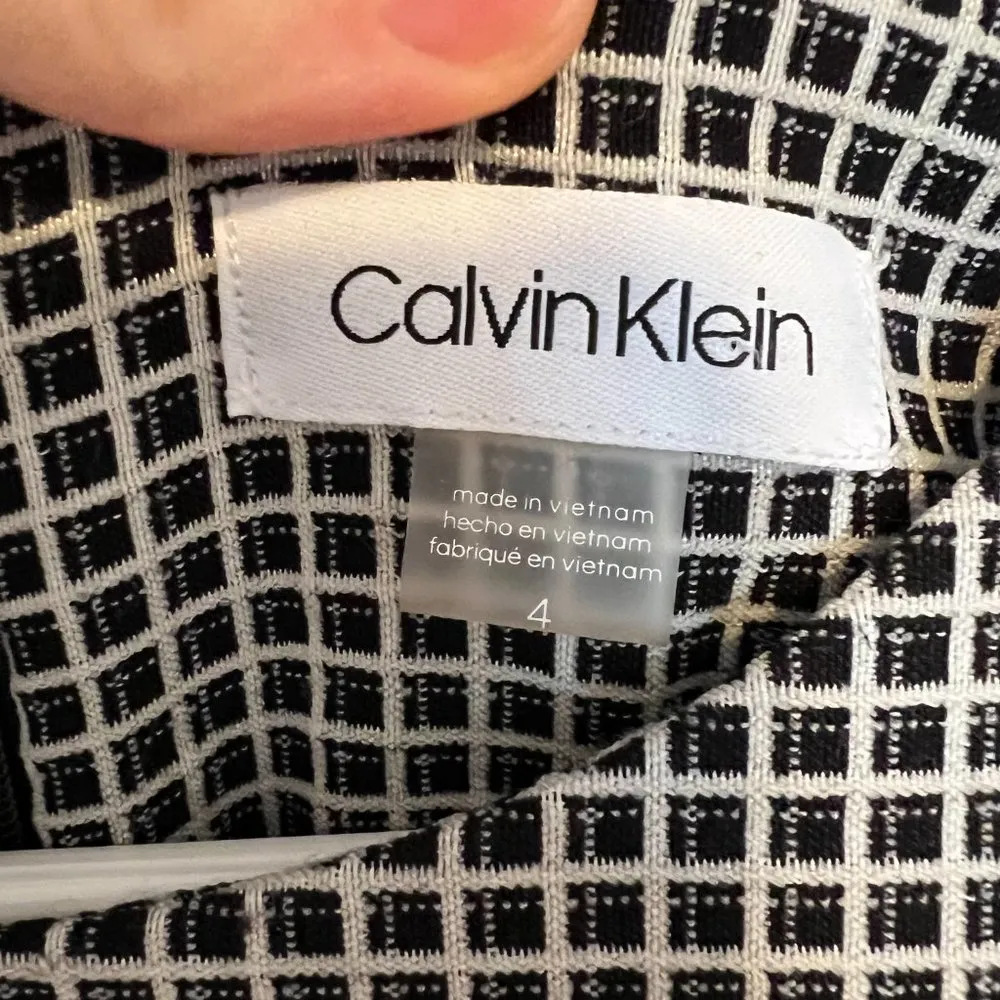 Calvin Klein
made in vietnam
hecho en vietnam
fabriqué en vietnam
4